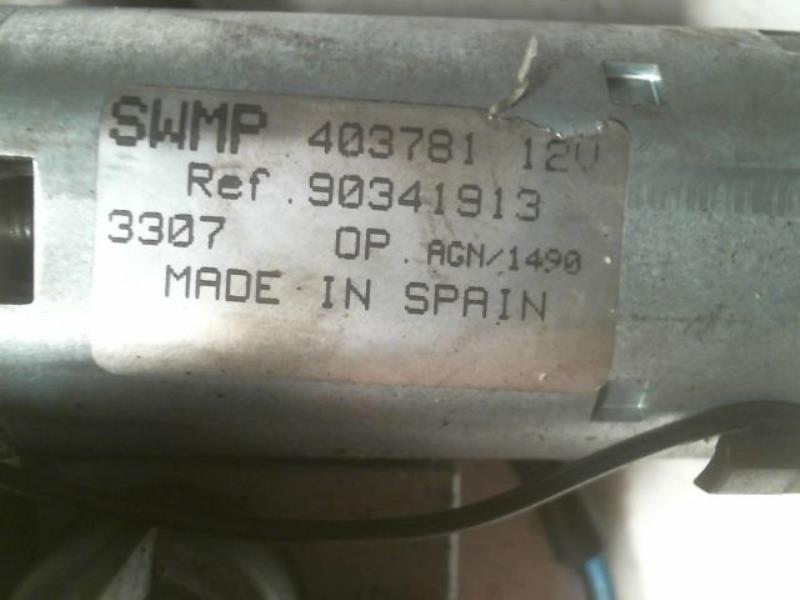 SWMP 403781 12V
Ref.90341913
3307 OP. AGN/1490
MADE IN SPAIN